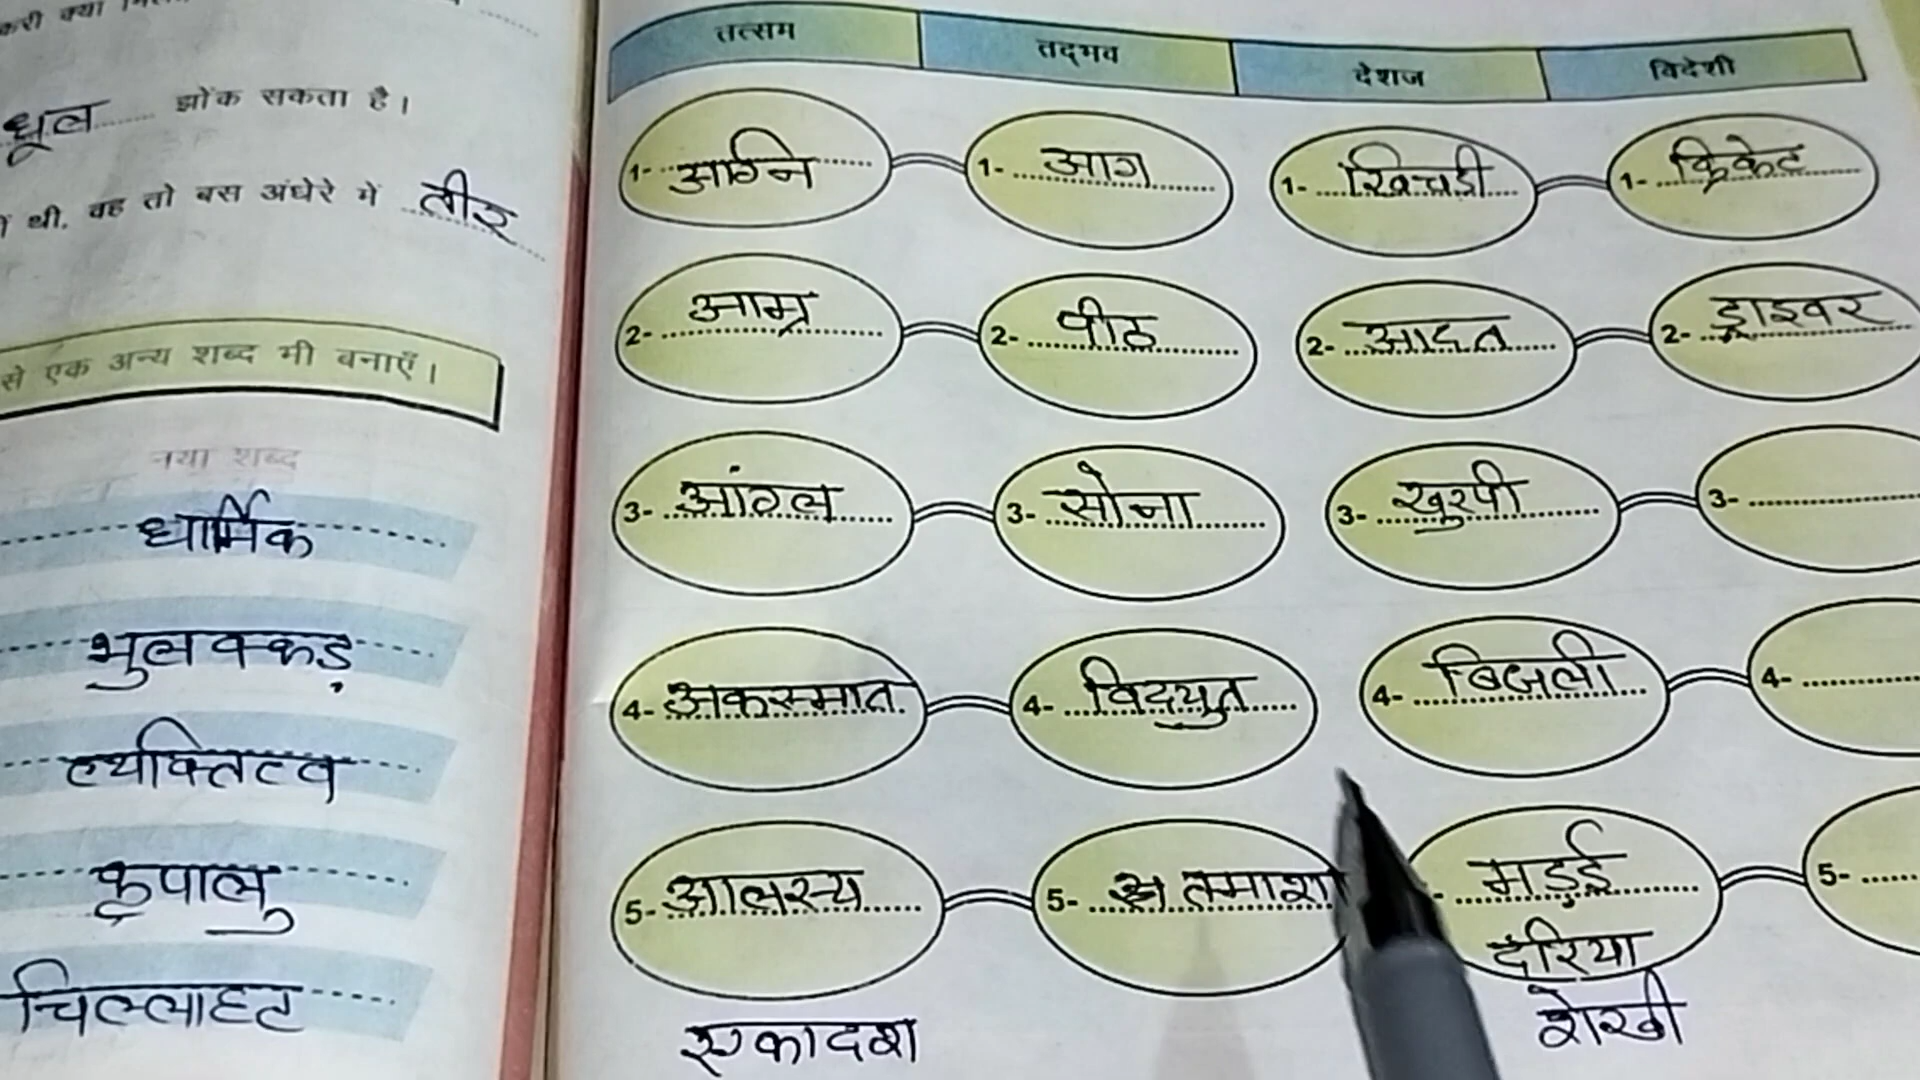 करी क्या
धूल झोंक सकता है।
थी, वह तो बस अंधेरे में तीर
से एक अन्य शब्द भी बनाएँ।
नया शब्द
धार्मिक
भुलक्कड़
व्यक्तित्व
कृपालु
चिल्लाहट
तत्सम तद्भव देशज विदेशी
1- अग्नि 1- आग 1- खिचड़ी 1- क्रिकेट
2- आम्र 2- पीठ 2- आदत 2- ड्राइवर
3- आंग्ल 3- सोना 3- खुरपी 3-
4- अकस्मात 4- विद्युत 4- बिजली 4-
5- आलस्य 5- तमाशा मड़ई 5-
दरिया
एकादश शेखी